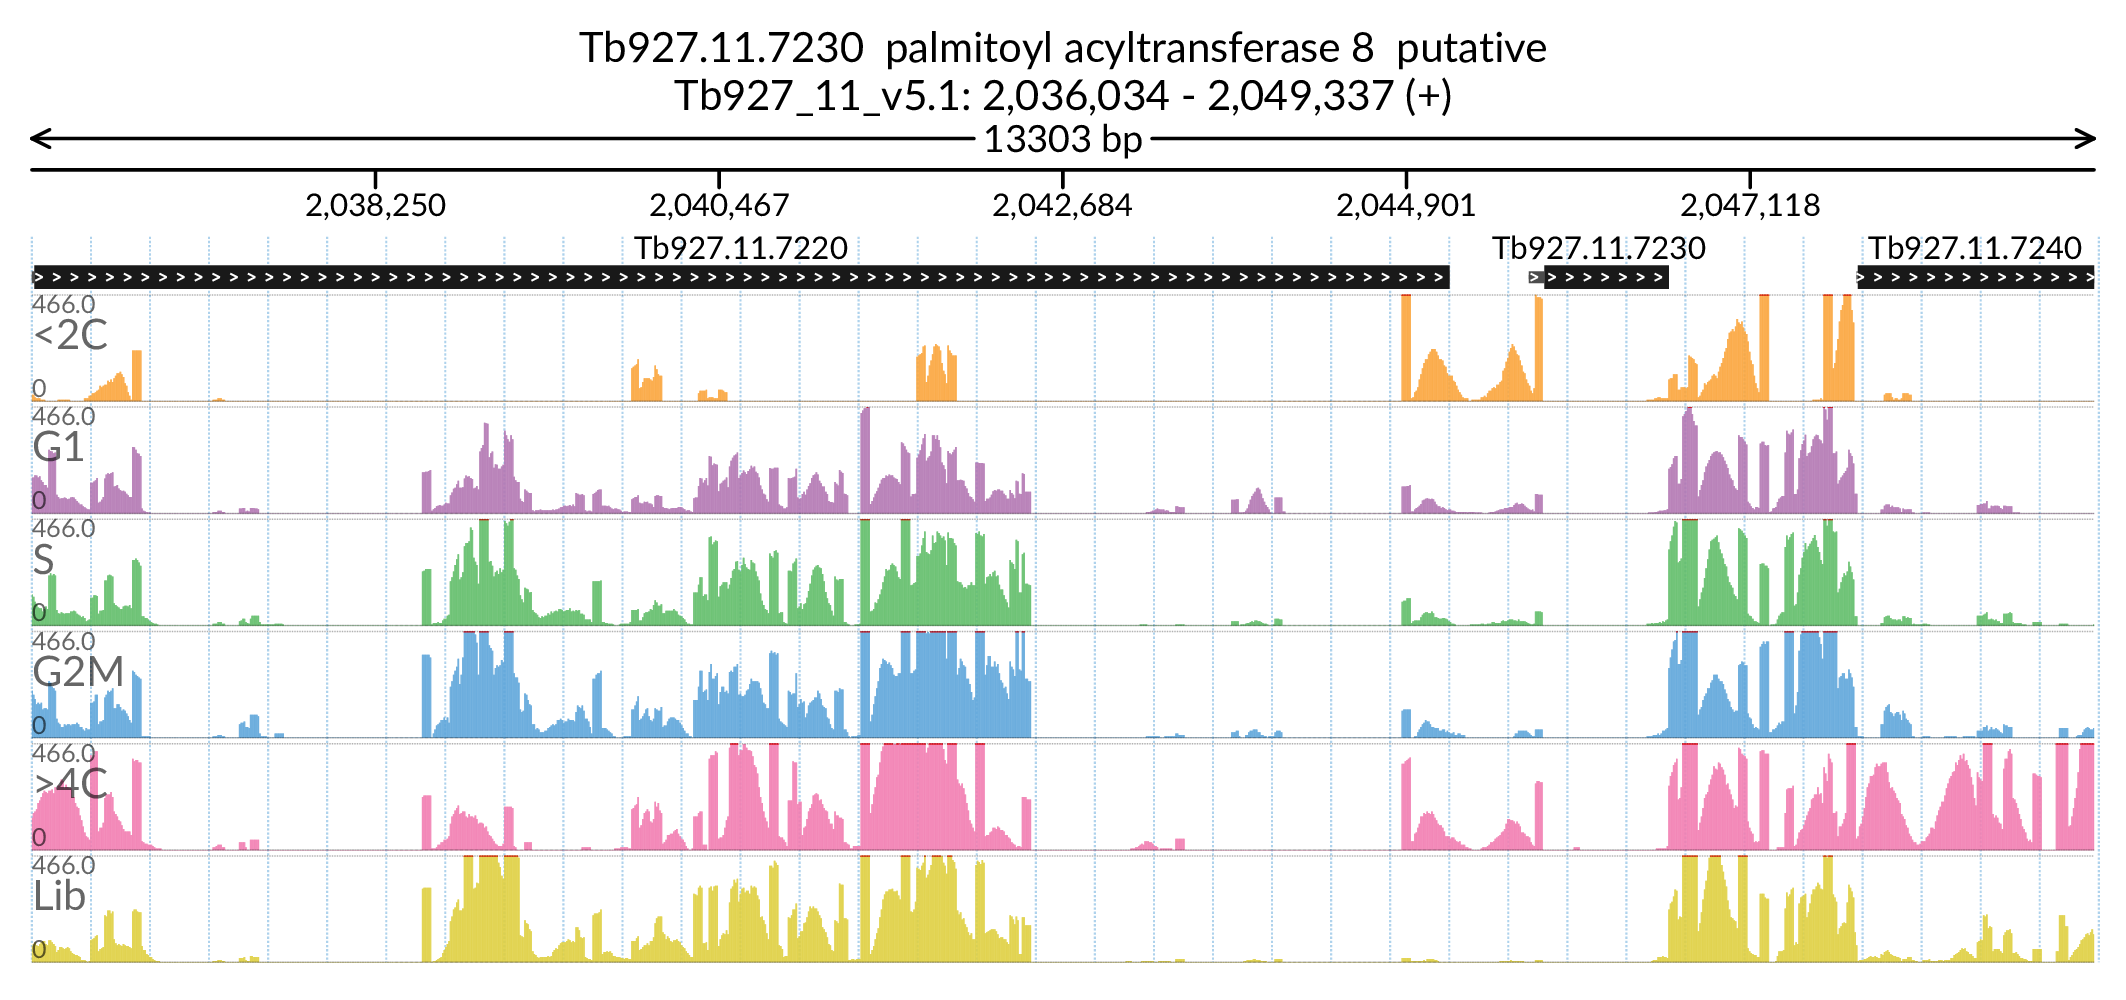 Tb927.11.7230  palmitoyl acyltransferase 8  putative
Tb927_11_v5.1: 2,036,034 - 2,049,337 (+)
13303 bp
2,038,250 2,040,467 2,042,684 2,044,901 2,047,118
Tb927.11.7220 Tb927.11.7230 Tb927.11.7240
466.0
<2C
0
466.0
G1
0
466.0
S
0
466.0
G2M
0
466.0
>4C
0
466.0
Lib
0